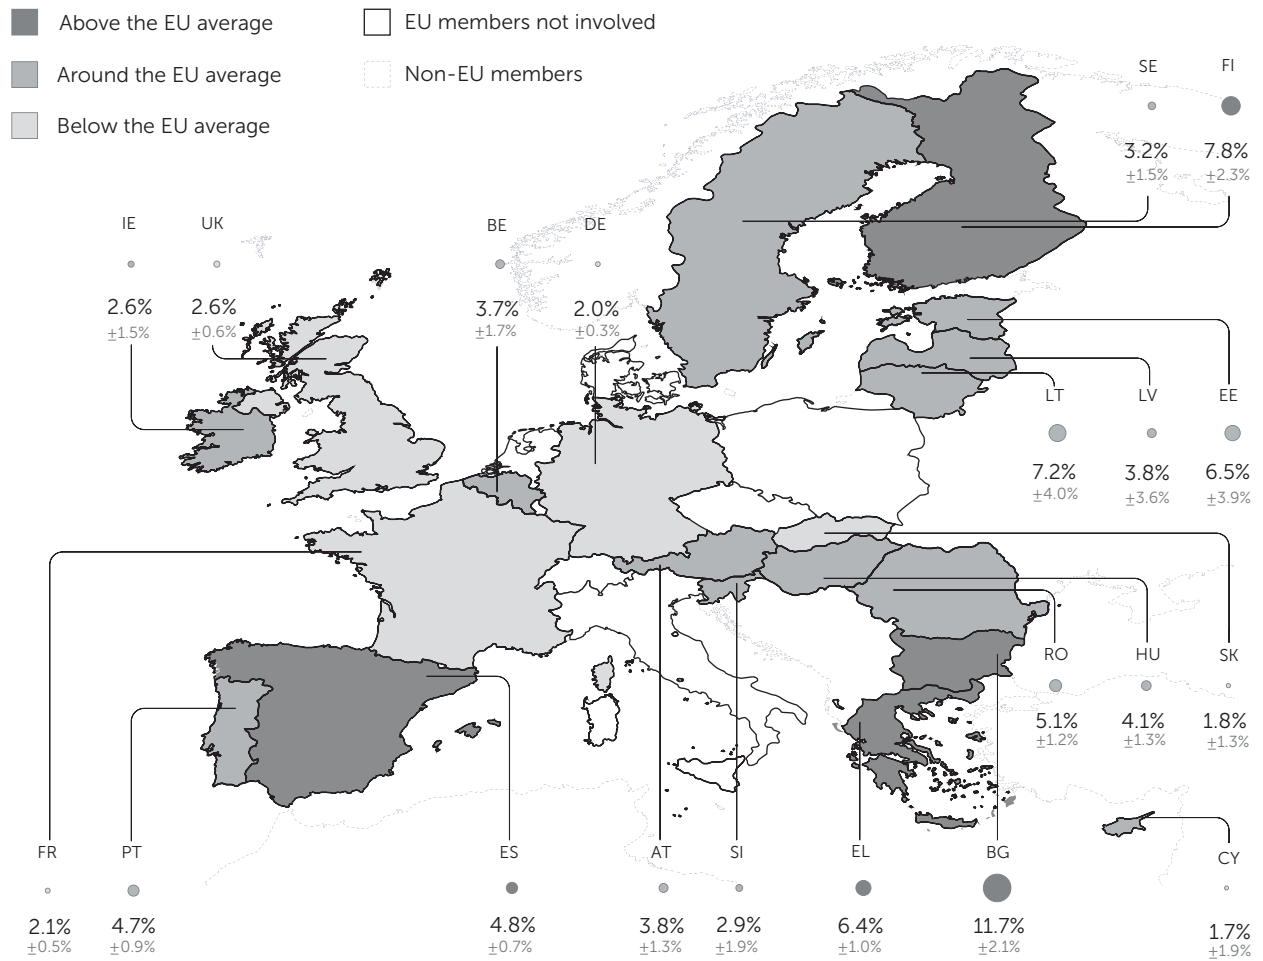 Above the EU average
EU members not involved
Around the EU average
Non-EU members
Below the EU average
SE
FI
3.2%
7.8%
±1.5%
±2.3%
IE
UK
BE
DE
2.6%
2.6%
3.7%
2.0%
±1.5%
±0.6%
±1.7%
±0.3%
LT
LV
EE
7.2%
3.8%
6.5%
±4.0%
±3.6%
±3.9%
RO
HU
SK
5.1%
4.1%
1.8%
±1.2%
±1.3%
±1.3%
FR
PT
ES
AT
SI
EL
BG
CY
2.1%
4.7%
4.8%
3.8%
2.9%
6.4%
11.7%
1.7%
±0.5%
±0.9%
±0.7%
±1.3%
±1.9%
±1.0%
±2.1%
±1.9%